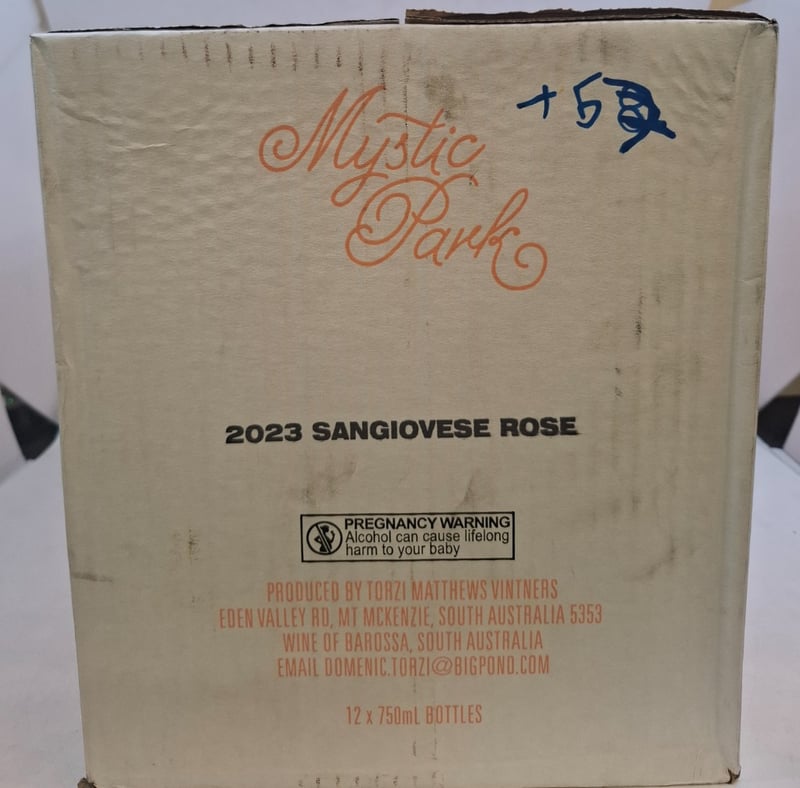 Mystic
Park
+5
2023 SANGIOVESE ROSE
PREGNANCY WARNING
Alcohol can cause lifelong
harm to your baby
PRODUCED BY TORZI MATTHEWS VINTNERS
EDEN VALLEY RD, MT MCKENZIE, SOUTH AUSTRALIA 5353
WINE OF BAROSSA, SOUTH AUSTRALIA
EMAIL DOMENIC.TORZI@BIGPOND.COM
12 x 750mL BOTTLES